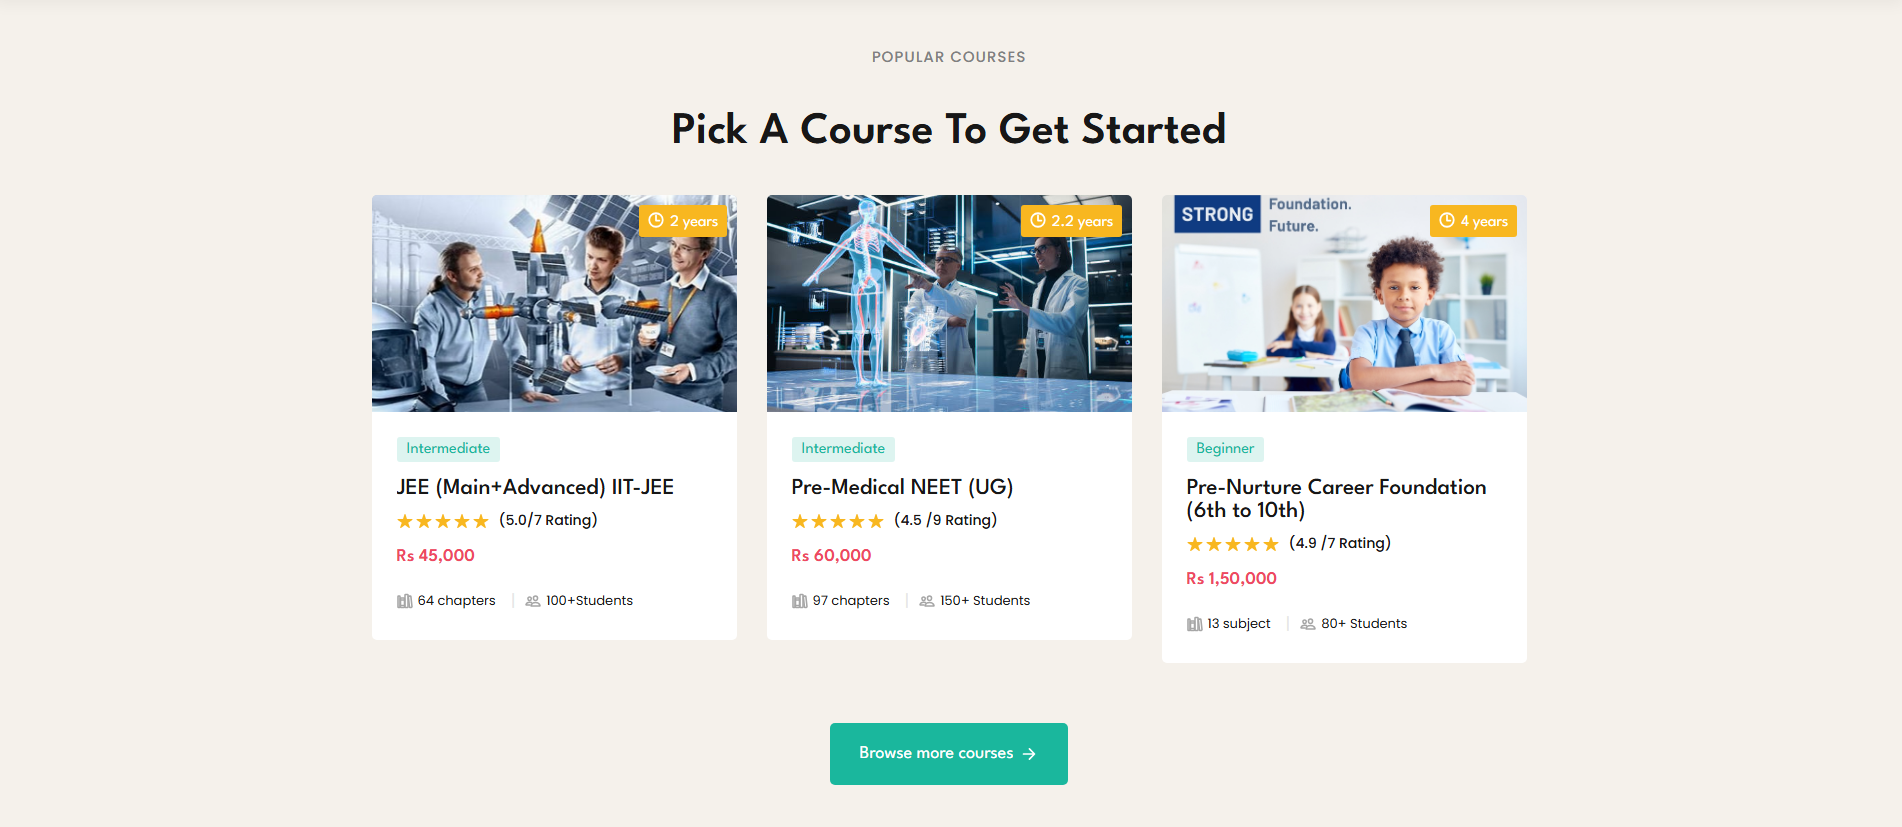 POPULAR COURSES
Pick A Course To Get Started
2 years
Intermediate
JEE (Main+Advanced) IIT-JEE
(5.0/7 Rating)
Rs 45,000
64 chapters
100+Students
2,2 years
Intermediate
Pre-Medical NEET (UG)
(4.5 /9 Rating)
Rs 60,000
97 chapters
150+ Students
STRONG Foundation.
Future.
4 years
Beginner
Pre-Nurture Career Foundation
(6th to 10th)
(4.9 /7 Rating)
Rs 1,50,000
13 subject
80+ Students
Browse more courses →